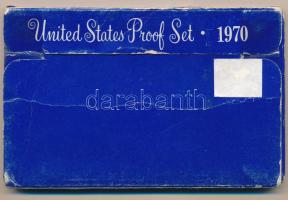 United States Proof Set • 1970
darabanth